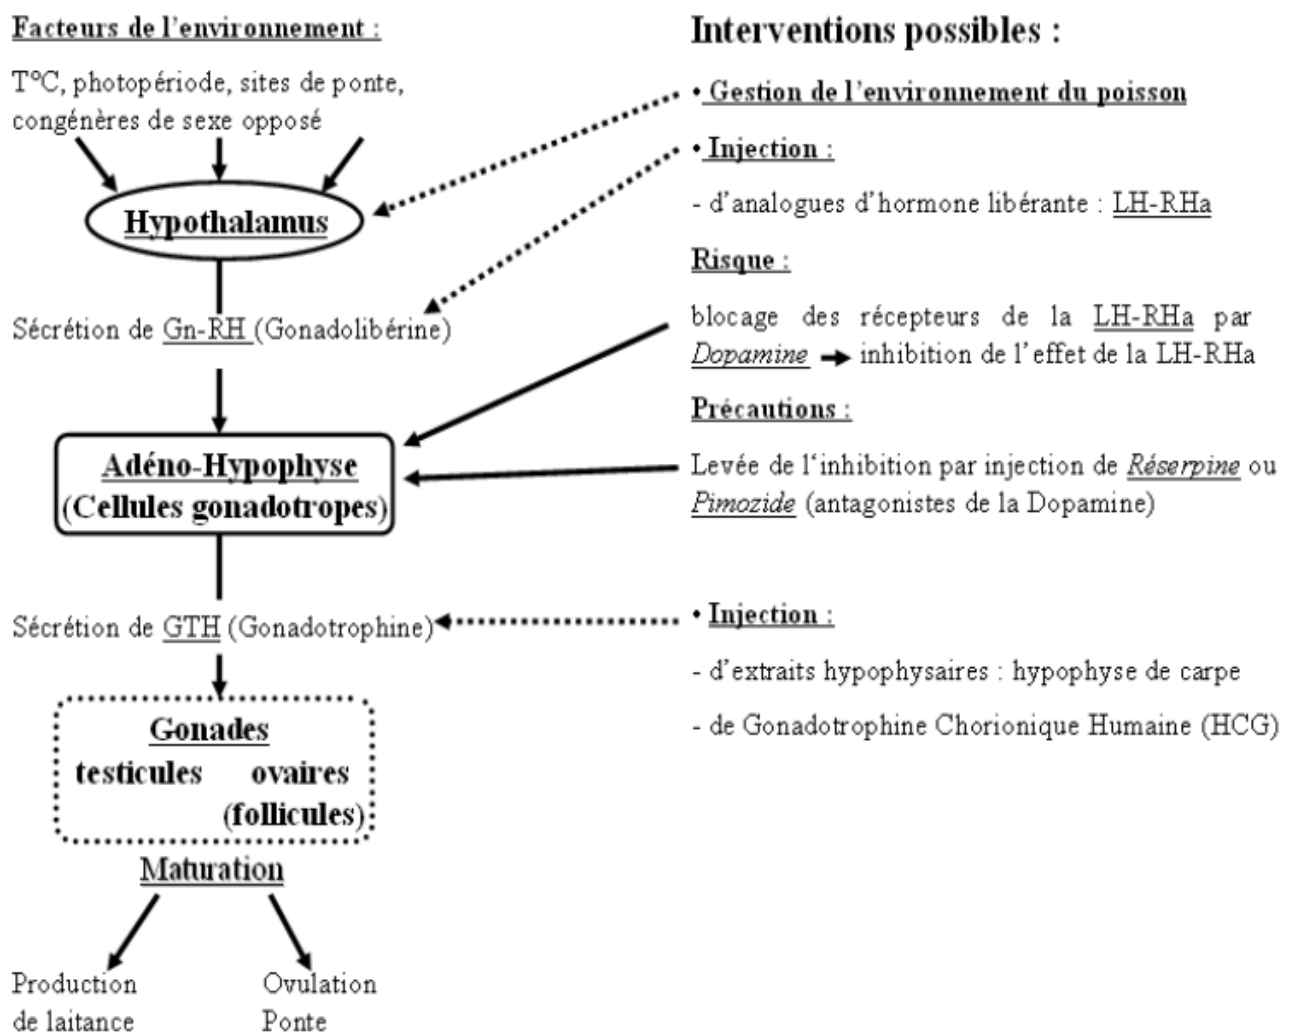 Facteurs de l'environnement :
T°C, photopériode, sites de ponte,
congénères de sexe opposé
Hypothalamus
Sécrétion de Gn-RH (Gonadolibérine)
Adéno-Hypophyse
(Cellules gonadotropes)
Sécrétion de GTH (Gonadotrophine)
Gonades
testicules ovaires
(follicules)
Maturation
Production
de laitance
Ovulation
Ponte
Interventions possibles :
• Gestion de l'environnement du poisson
• Injection :
- d'analogues d'hormone libérante : LH-RHa
Risque :
blocage des récepteurs de la LH-RHa par
Dopamine → inhibition de l'effet de la LH-RHa
Précautions :
Levée de l'inhibition par injection de Réserpine ou
Pimozide (antagonistes de la Dopamine)
• Injection :
- d'extraits hypophysaires : hypophyse de carpe
- de Gonadotrophine Chorionique Humaine (HCG)